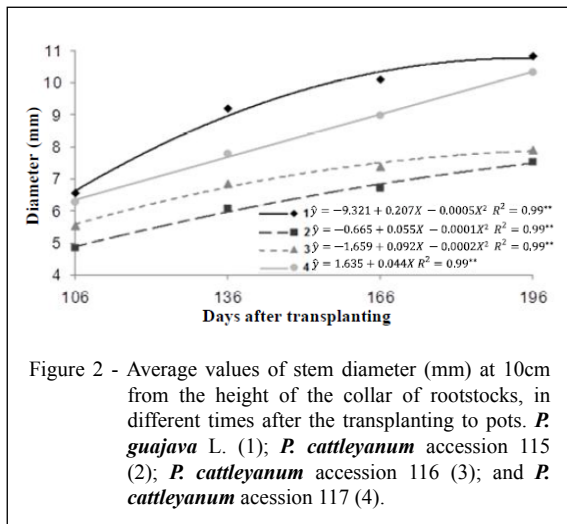 11
10
9
8
7
6
5
4
Diameter (mm)
1 ŷ = -9.321 + 0.207X - 0.0005X² R² = 0.99**
2 ŷ = -0.665 + 0.055X - 0.0001X² R² = 0.99**
3 ŷ = -1.659 + 0.092X - 0.0002X² R² = 0.99**
4 ŷ = 1.635 + 0.044X R² = 0.99**
106 136 166 196
Days after transplanting
Figure 2 - Average values of stem diameter (mm) at 10cm
from the height of the collar of rootstocks, in
different times after the transplanting to pots. P.
guajava L. (1); P. cattleyanum accession 115
(2); P. cattleyanum accession 116 (3); and P.
cattleyanum acession 117 (4).